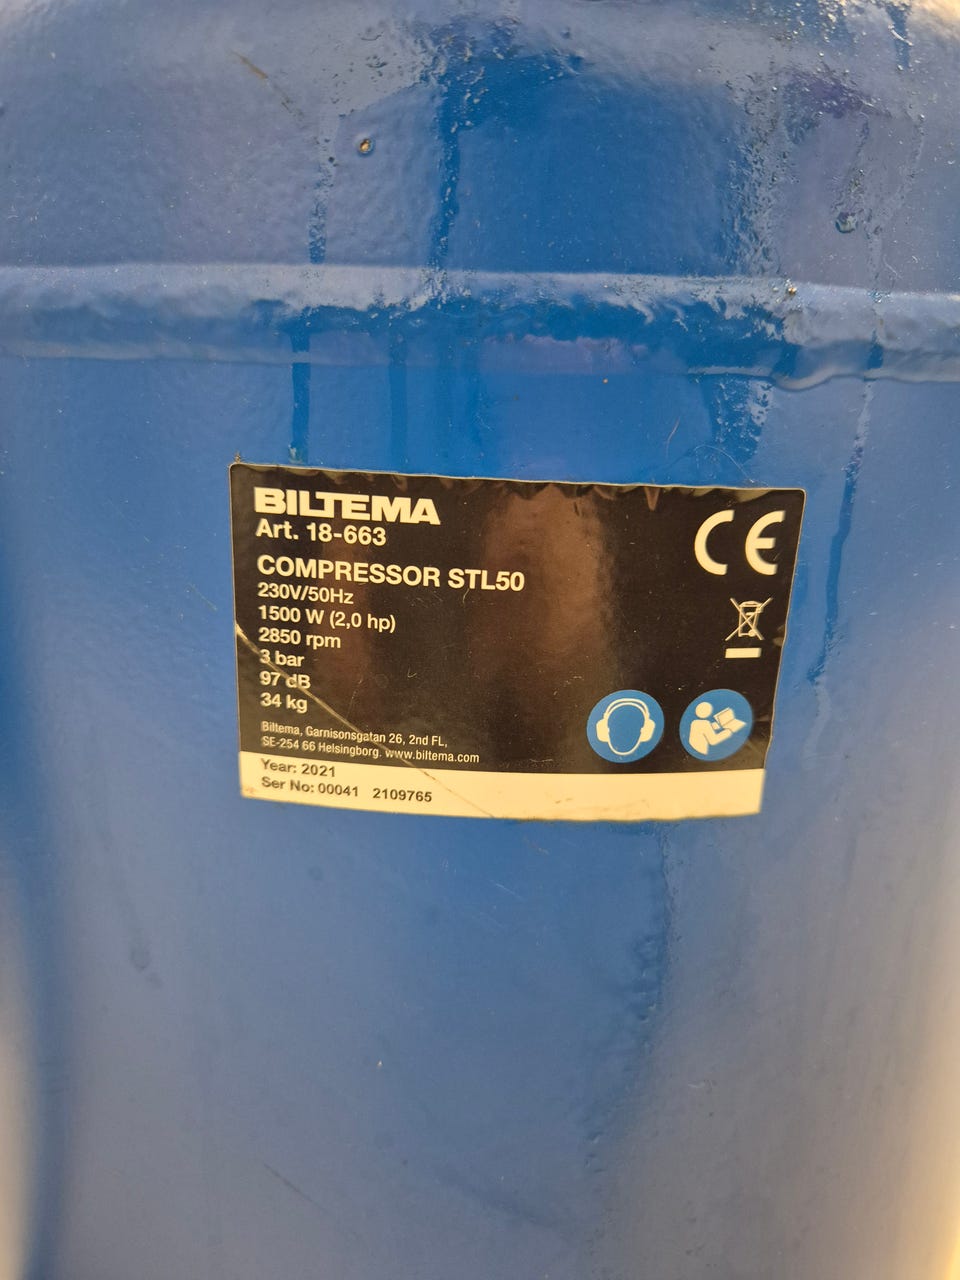 BILTEMA
Art. 18-663
COMPRESSOR STL50
230V/50Hz
1500 W (2,0 hp)
2850 rpm
3 bar
97 dB
34 kg
Biltema, Garnisonsgatan 26, 2nd FL,
SE-254 66 Helsingborg. www.biltema.com
Year: 2021
Ser No: 00041 2109765
CE